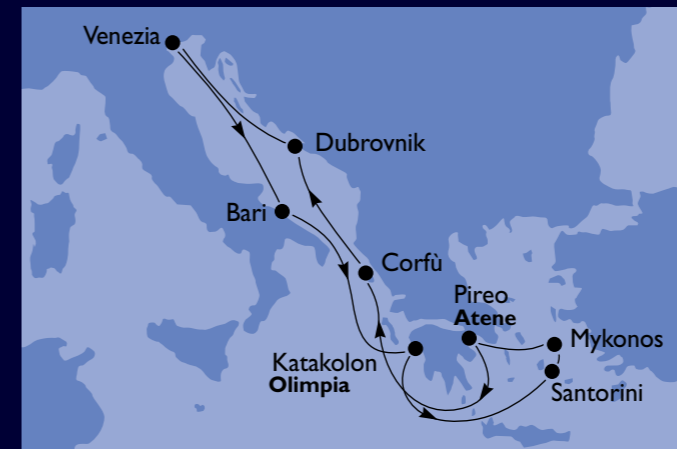 Venezia
Dubrovnik
Bari
Corfù
Pireo
Atene
Mykonos
Katakolon
Olimpia
Santorini